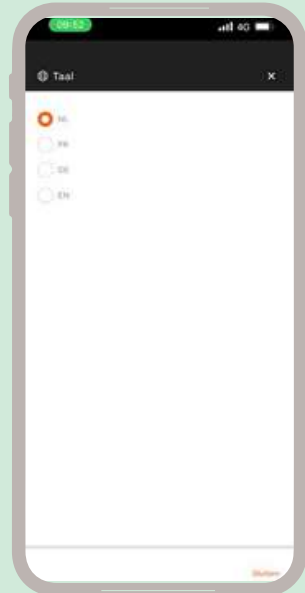 09:52 4G
Taal ×
NL
FR
DE
EN
Sluiten